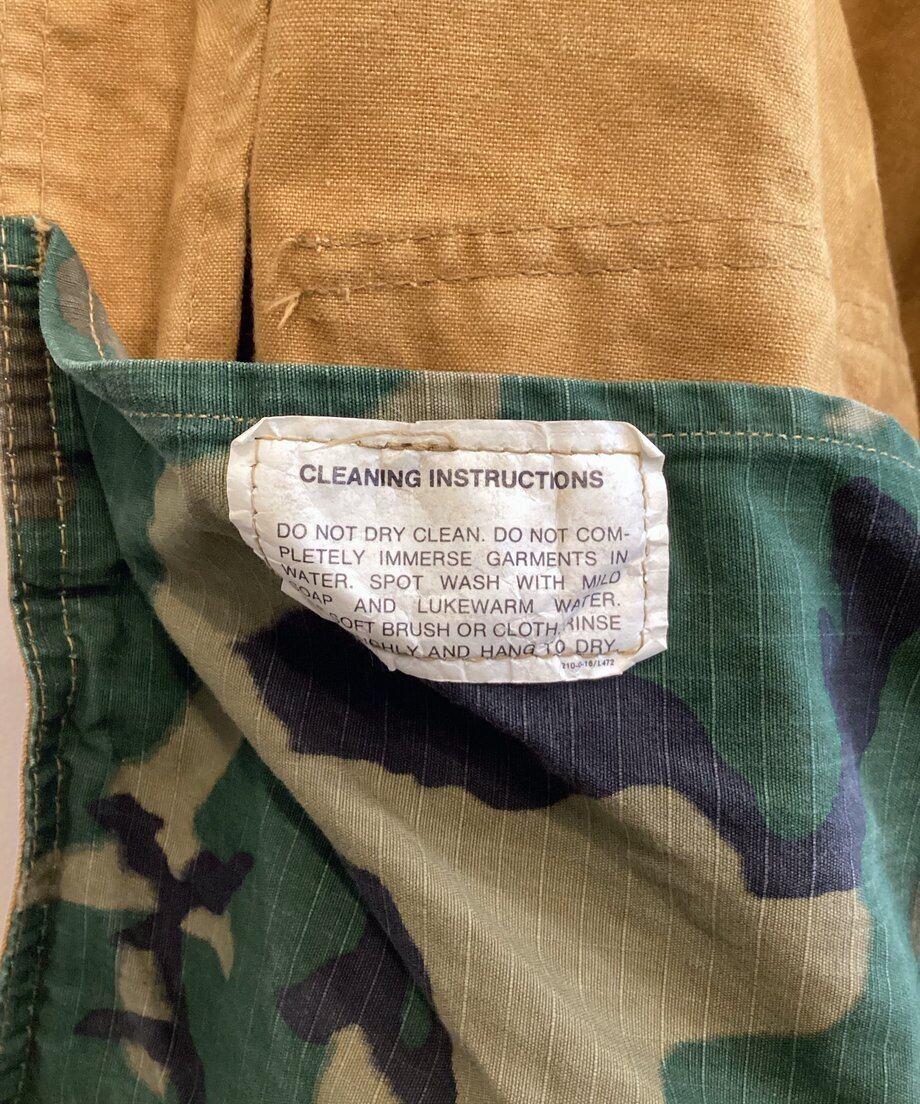 CLEANING INSTRUCTIONS
DO NOT DRY CLEAN. DO NOT COM-
PLETELY IMMERSE GARMENTS IN
WATER. SPOT WASH WITH MILD
SOAP AND LUKEWARM WATER.
SOFT BRUSH OR CLOTH. RINSE
AND HANG TO DRY.